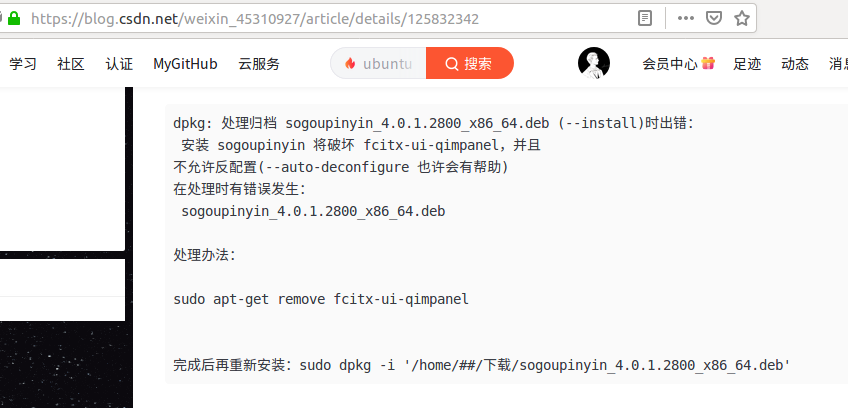 https://blog.csdn.net/weixin_45310927/article/details/125832342
学习 社区 认证 MyGitHub 云服务 ubuntu 搜索 会员中心 足迹 动态 消息
dpkg: 处理归档 sogoupinyin_4.0.1.2800_x86_64.deb (--install)时出错：
安装 sogoupinyin 将破坏 fcitx-ui-qimpanel，并且
不允许反配置(--auto-deconfigure 也许会有帮助)
在处理时有错误发生：
sogoupinyin_4.0.1.2800_x86_64.deb
处理办法：
sudo apt-get remove fcitx-ui-qimpanel
完成后再重新安装：sudo dpkg -i '/home/##/下载/sogoupinyin_4.0.1.2800_x86_64.deb'